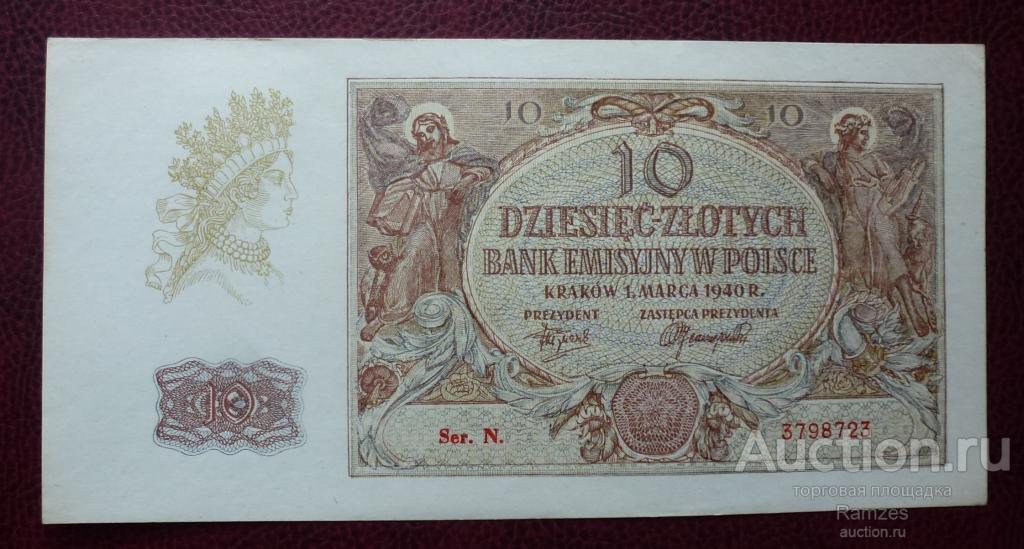 10 10
10
DZIESIĘĆ-ZŁOTYCH
BANK EMISYJNY W POLSCE
KRAKÓW 1. MARCA 1940 R.
PREZYDENT ZASTĘPCA PREZYDENTA
10
Ser. N. 3798723
Auction.ru
торговая площадка
Ramzes
auction.ru